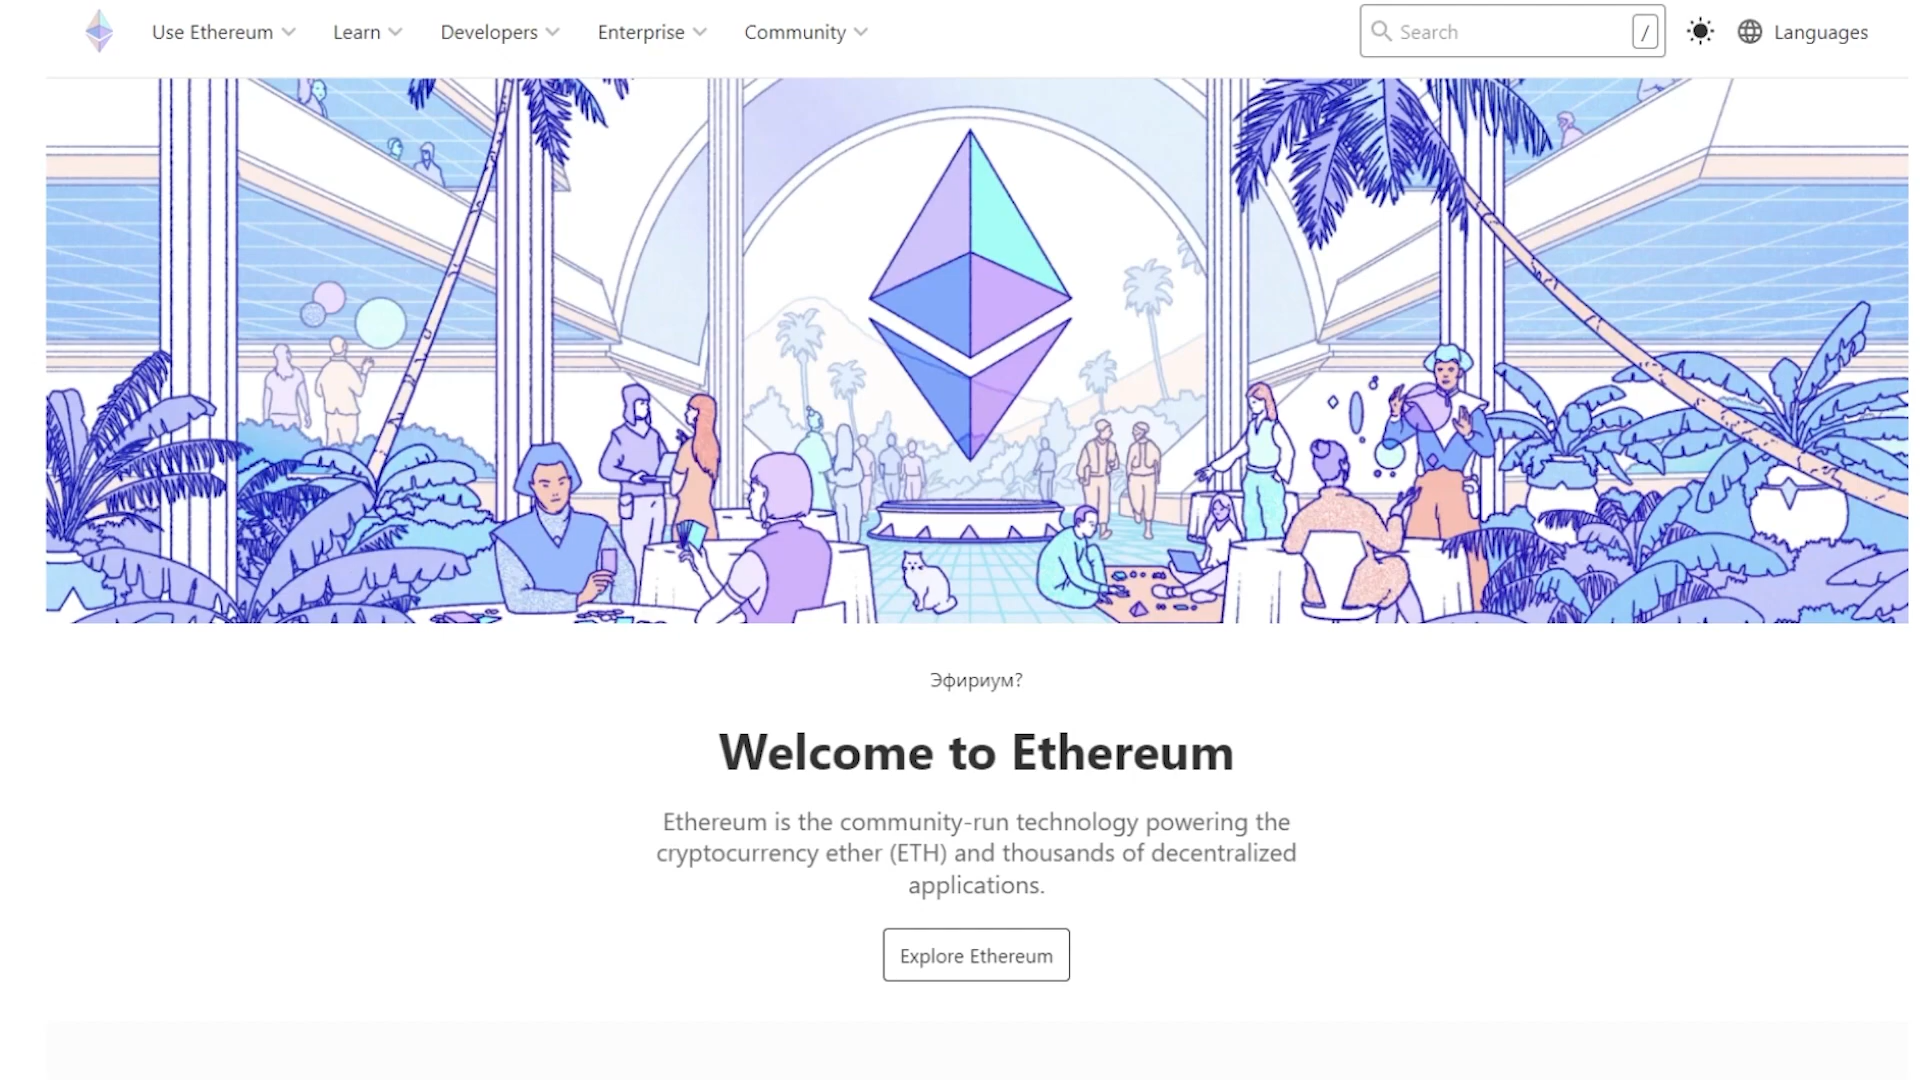 Use Ethereum
Learn
Developers
Enterprise
Community
Search
/
Languages
Эфириум?
Welcome to Ethereum
Ethereum is the community-run technology powering the
cryptocurrency ether (ETH) and thousands of decentralized
applications.
Explore Ethereum